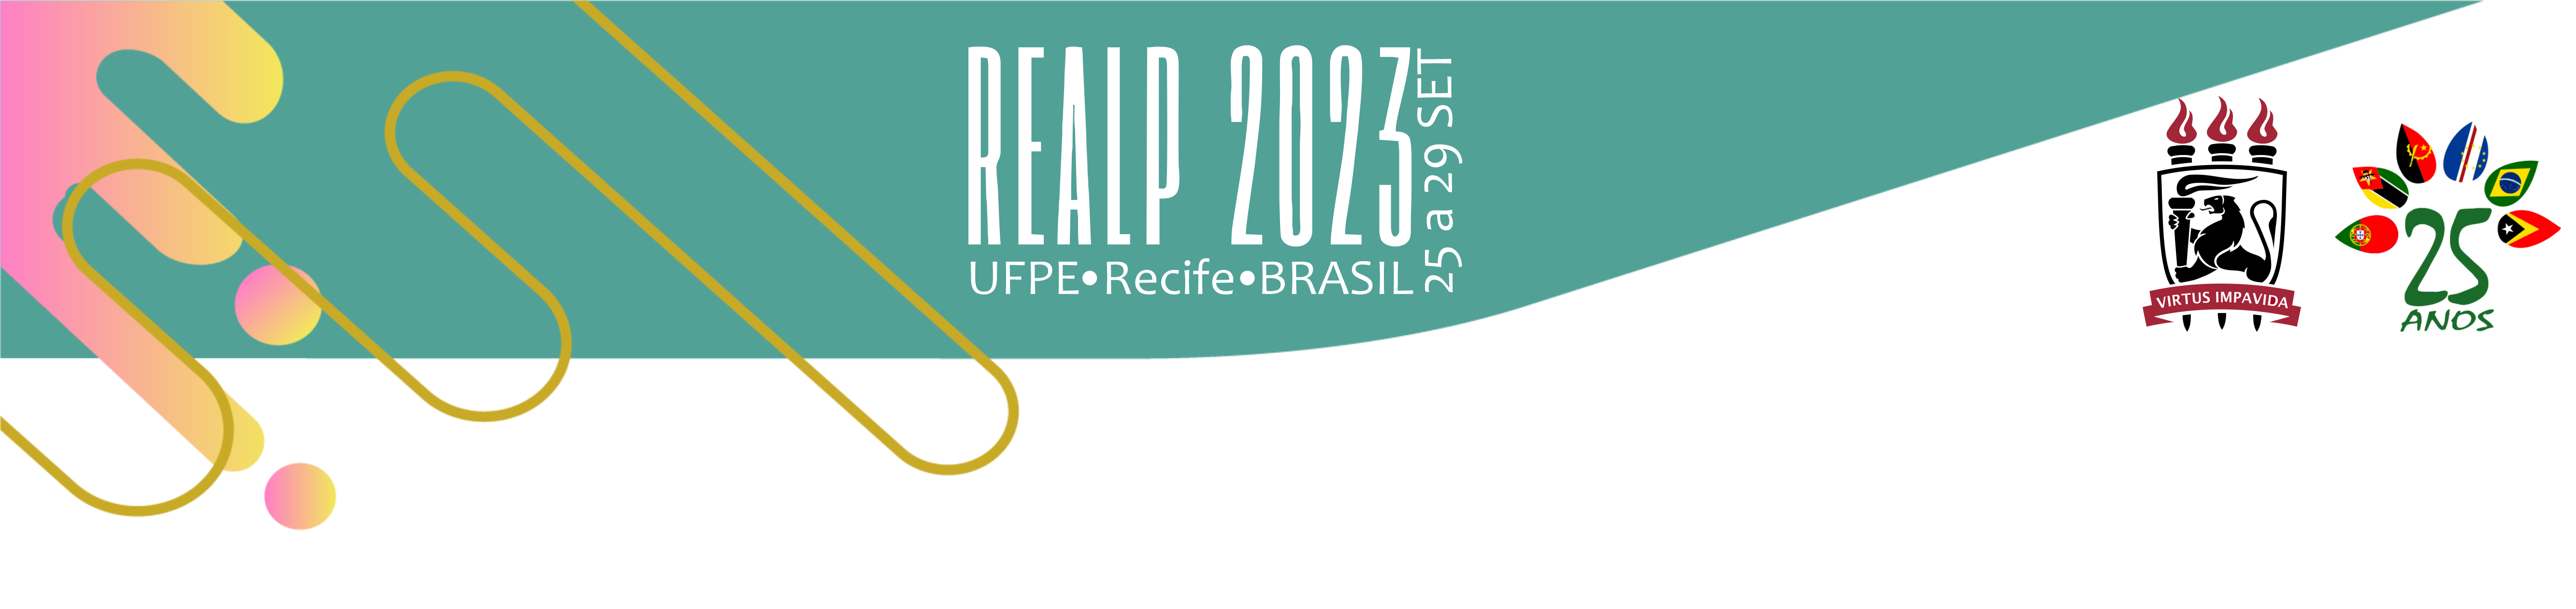 REALP 2023
25 a 29 SET
UFPE•Recife•BRASIL
VIRTUS IMPAVIDA
25
ANOS